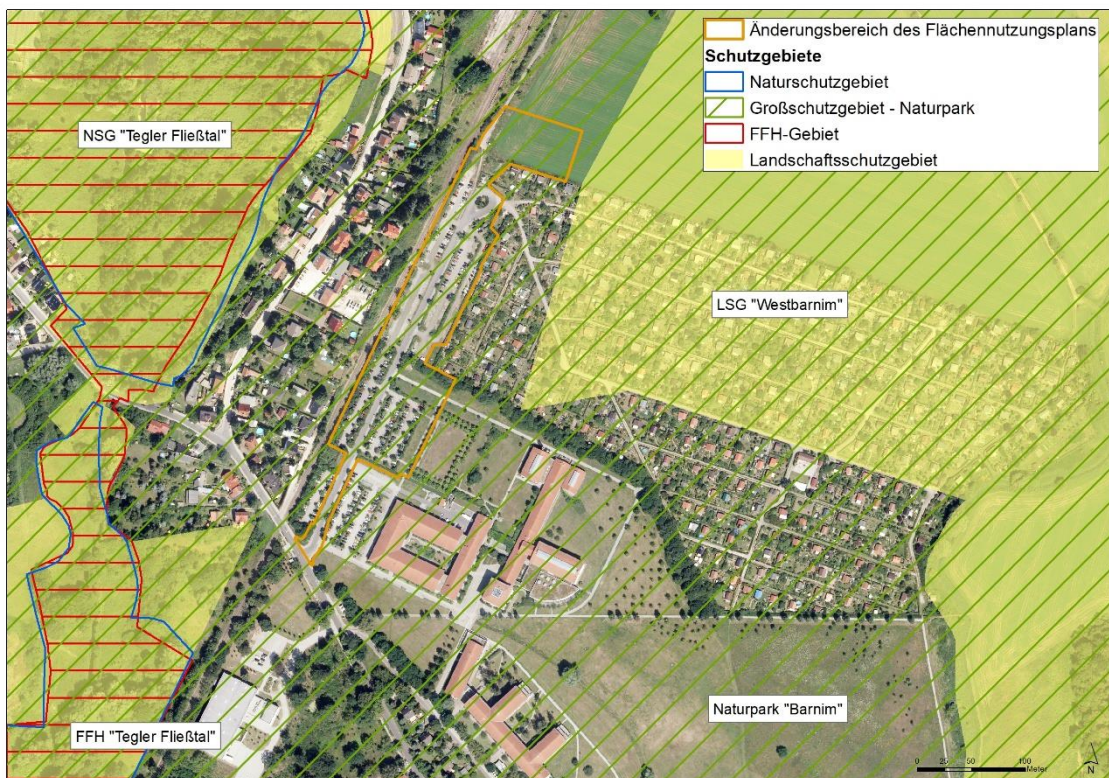 Änderungsbereich des Flächennutzungsplans
Schutzgebiete
Naturschutzgebiet
Großschutzgebiet - Naturpark
FFH-Gebiet
Landschaftsschutzgebiet
NSG "Tegler Fließtal"
LSG "Westbarnim"
Naturpark "Barnim"
FFH "Tegler Fließtal"
0 25 50 100
Meter
N